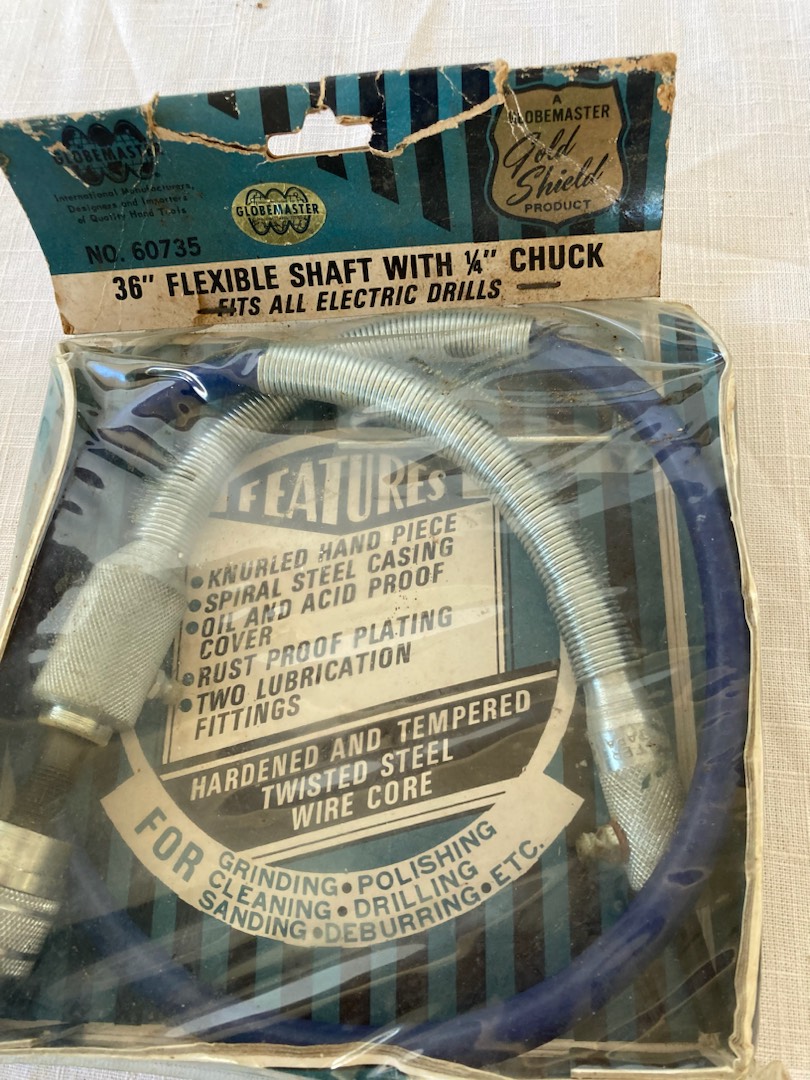 GLOBEMASTER
International Manufacturers,
Designers and Importers
of Quality Hand Tools
GLOBEMASTER
A
GLOBEMASTER
Gold
Shield
PRODUCT
NO. 60735
36" FLEXIBLE SHAFT WITH 1/4" CHUCK
FITS ALL ELECTRIC DRILLS
FEATURES
• KNURLED HAND PIECE
• SPIRAL STEEL CASING
• OIL AND ACID PROOF
COVER
• RUST PROOF PLATING
• TWO LUBRICATION
FITTINGS
HARDENED AND TEMPERED
TWISTED STEEL
WIRE CORE
FOR
GRINDING • POLISHING
CLEANING • DRILLING
SANDING • DEBURRING • ETC.